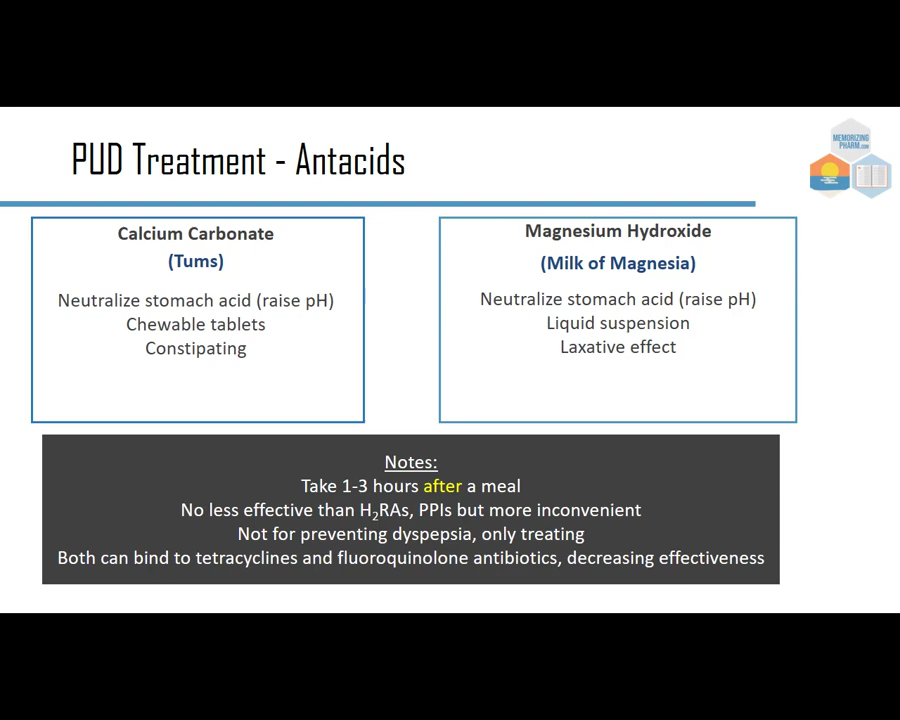 PUD Treatment - Antacids
MEMORIZING
PHARM.COM
Calcium Carbonate
(Tums)
Neutralize stomach acid (raise pH)
Chewable tablets
Constipating
Magnesium Hydroxide
(Milk of Magnesia)
Neutralize stomach acid (raise pH)
Liquid suspension
Laxative effect
Notes:
Take 1-3 hours after a meal
No less effective than H₂RAs, PPIs but more inconvenient
Not for preventing dyspepsia, only treating
Both can bind to tetracyclines and fluoroquinolone antibiotics, decreasing effectiveness